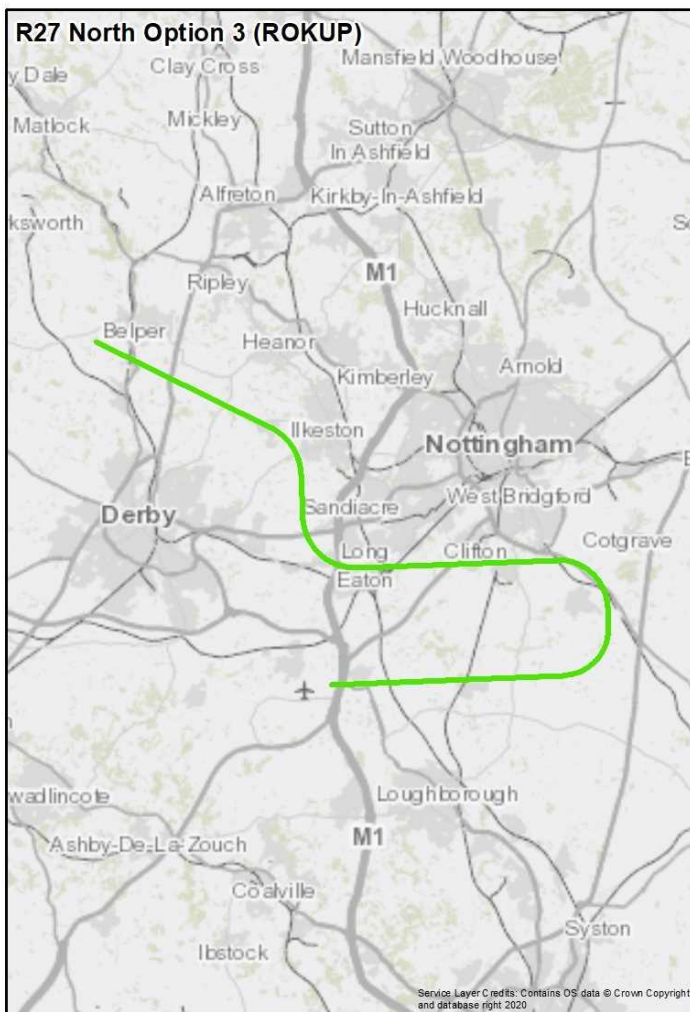 R27 North Option 3 (ROKUP)
Clay Cross
Mansfield Woodhouse
y Dale
Matlock
Mickley
Sutton
In Ashfield
Alfreton
Kirkby-In-Ashfield
ksworth
M1
Ripley
Hucknall
Belper
Heanor
Arnold
Kimberley
Ilkeston
Nottingham
West Bridgford
Sandiacre
Derby
Cotgrave
Long
Eaton
Clifton
wadlincote
Loughborough
M1
Ashby-De-La-Zouch
Coalville
Syston
Ibstock
Service Layer Credits: Contains OS data © Crown Copyright
and database right 2020